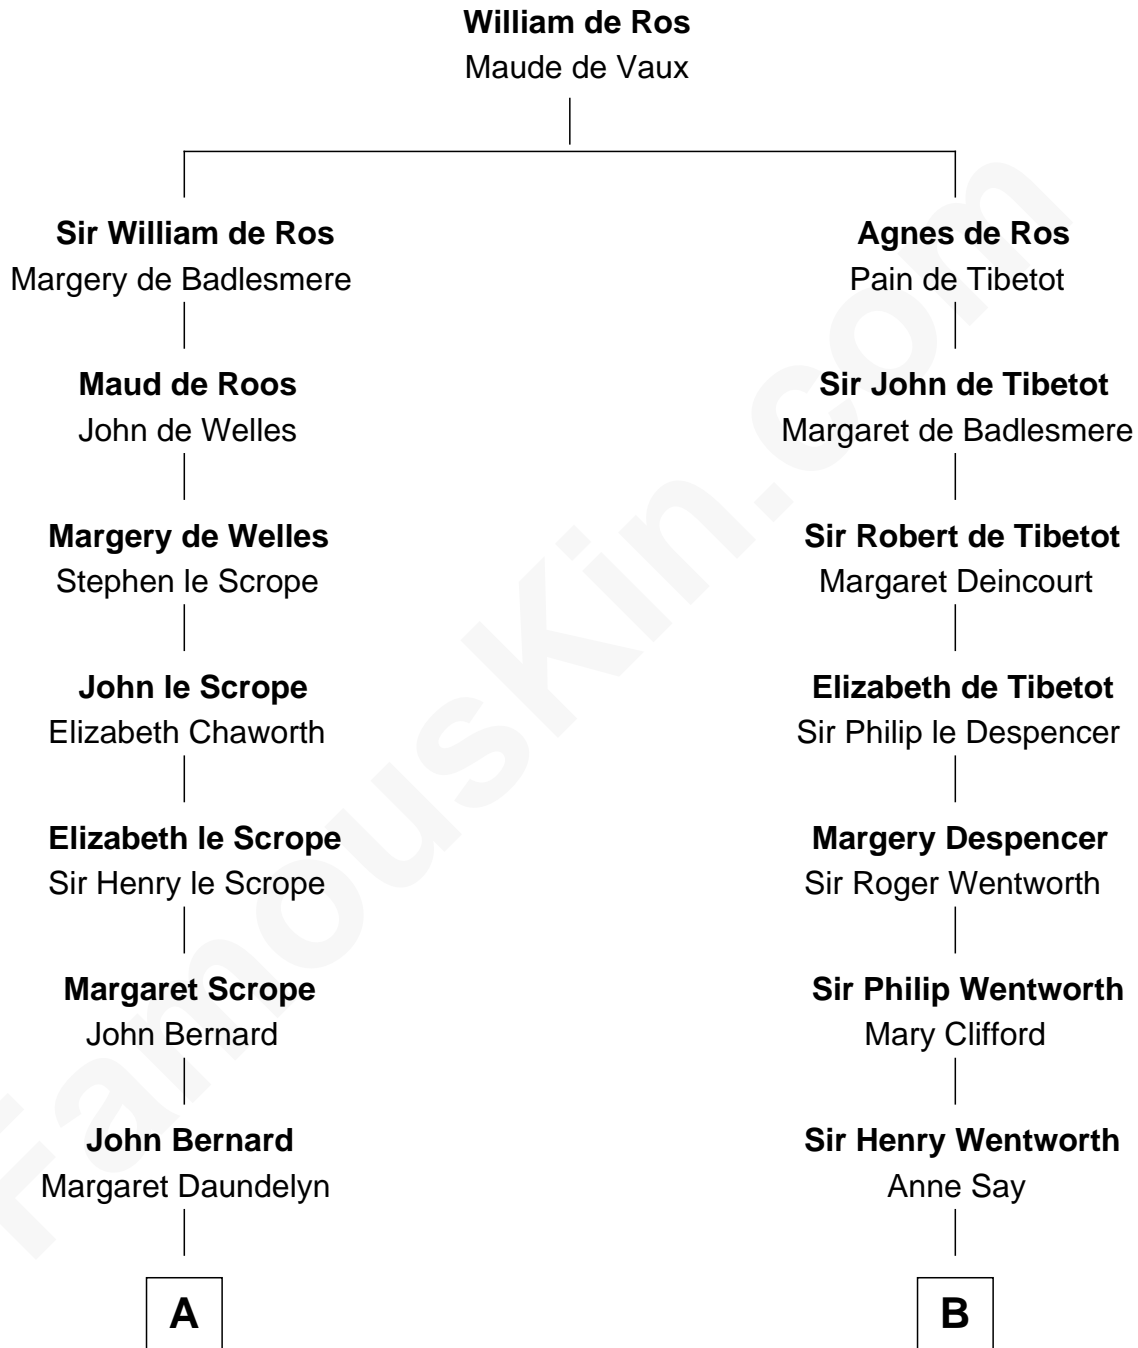 William de Ros
Maude de Vaux
Sir William de Ros
Margery de Badlesmere
Maud de Roos
John de Welles
Margery de Welles
Stephen le Scrope
John le Scrope
Elizabeth Chaworth
Elizabeth le Scrope
Sir Henry le Scrope
Margaret Scrope
John Bernard
John Bernard
Margaret Daundelyn
A
Agnes de Ros
Pain de Tibetot
Sir John de Tibetot
Margaret de Badlesmere
Sir Robert de Tibetot
Margaret Deincourt
Elizabeth de Tibetot
Sir Philip le Despencer
Margery Despencer
Sir Roger Wentworth
Sir Philip Wentworth
Mary Clifford
Sir Henry Wentworth
Anne Say
B
FamousKin.com